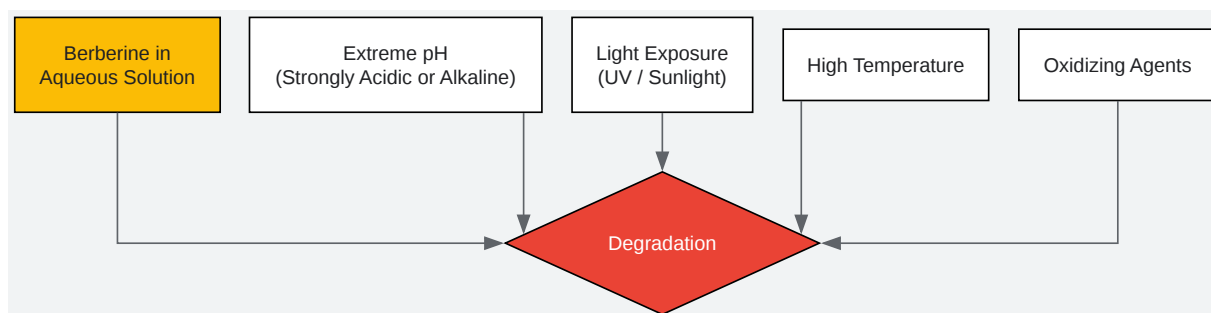 Berberine in
Aqueous Solution
Extreme pH
(Strongly Acidic or Alkaline)
Light Exposure
(UV / Sunlight)
High Temperature
Oxidizing Agents
Degradation